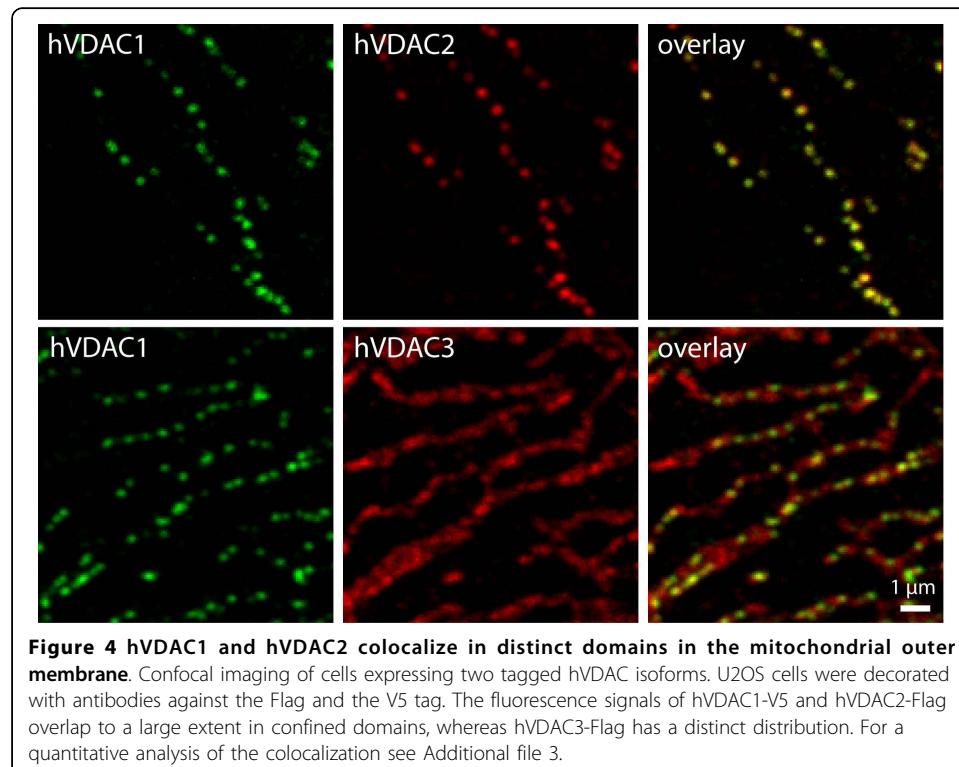 hVDAC1
hVDAC2
overlay
hVDAC1
hVDAC3
overlay
1 µm
Figure 4 hVDAC1 and hVDAC2 colocalize in distinct domains in the mitochondrial outer
membrane. Confocal imaging of cells expressing two tagged hVDAC isoforms. U2OS cells were decorated
with antibodies against the Flag and the V5 tag. The fluorescence signals of hVDAC1-V5 and hVDAC2-Flag
overlap to a large extent in confined domains, whereas hVDAC3-Flag has a distinct distribution. For a
quantitative analysis of the colocalization see Additional file 3.